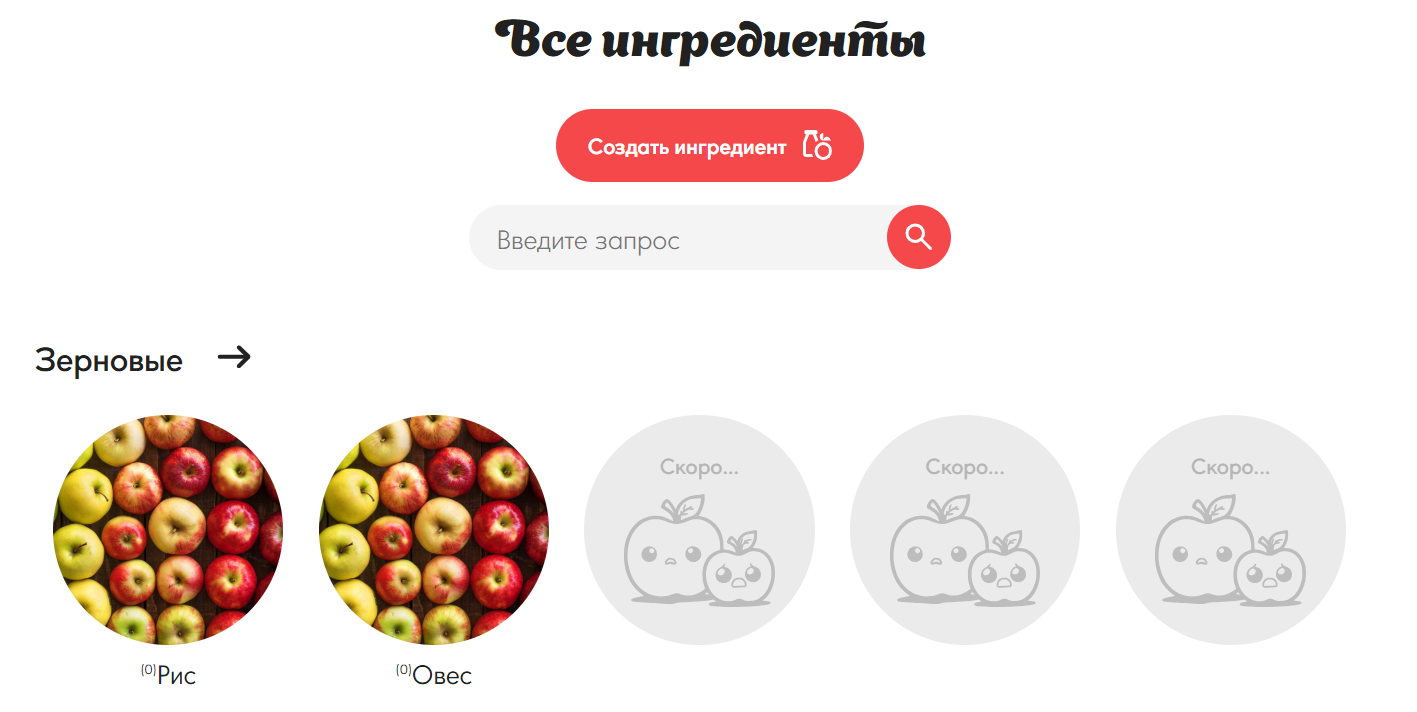 Все ингредиенты
Создать ингредиент
Введите запрос
Зерновые
Скоро... Скоро... Скоро...
(0)Рис (0)Овес